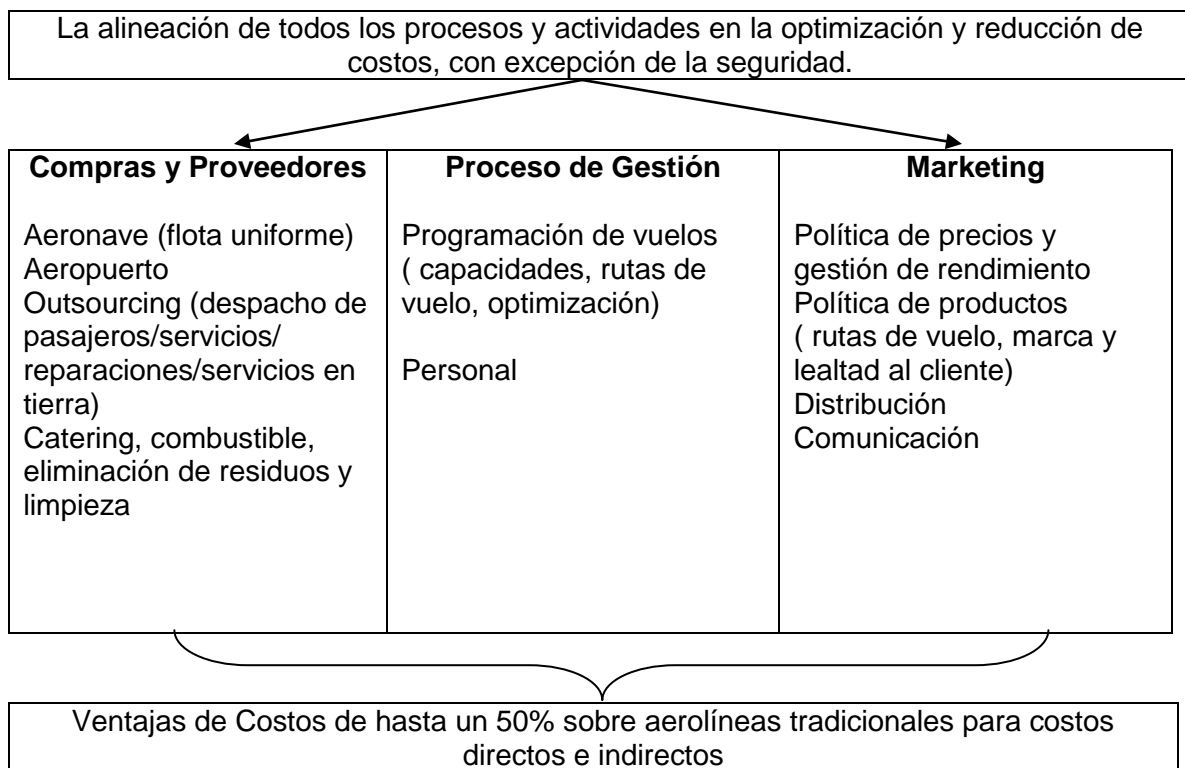 La alineación de todos los procesos y actividades en la optimización y reducción de
costos, con excepción de la seguridad.
Compras y Proveedores
Aeronave (flota uniforme)
Aeropuerto
Outsourcing (despacho de
pasajeros/servicios/
reparaciones/servicios en
tierra)
Catering, combustible,
eliminación de residuos y
limpieza
Proceso de Gestión
Programación de vuelos
( capacidades, rutas de
vuelo, optimización)
Personal
Marketing
Política de precios y
gestión de rendimiento
Política de productos
( rutas de vuelo, marca y
lealtad al cliente)
Distribución
Comunicación
Ventajas de Costos de hasta un 50% sobre aerolíneas tradicionales para costos
directos e indirectos